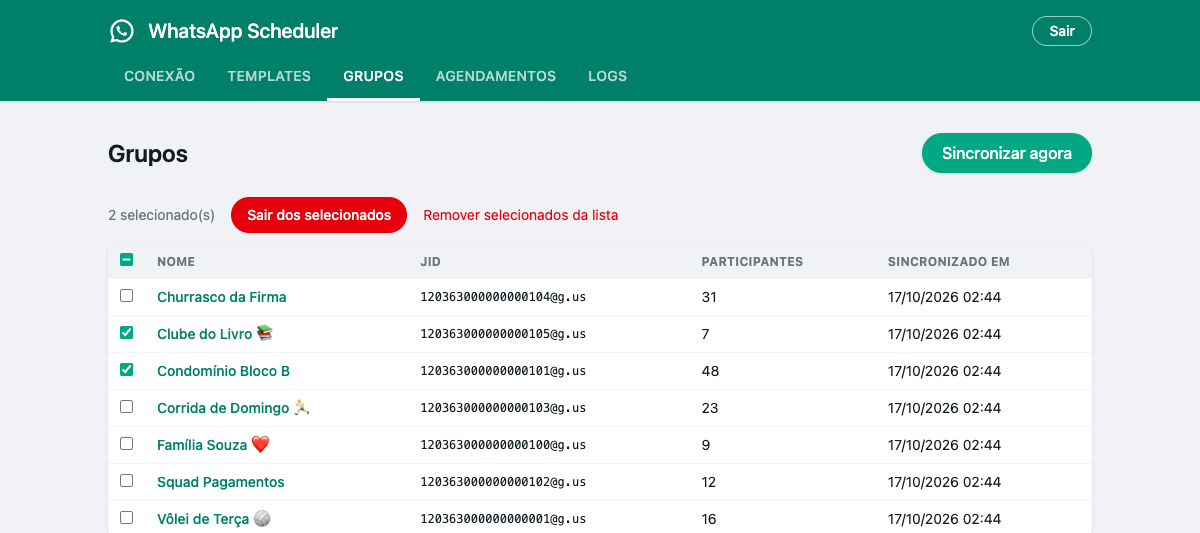 WhatsApp Scheduler Sair
CONEXÃO TEMPLATES GRUPOS AGENDAMENTOS LOGS
Grupos Sincronizar agora
2 selecionado(s) Sair dos selecionados Remover selecionados da lista
NOME JID PARTICIPANTES SINCRONIZADO EM
Churrasco da Firma 120363000000000104@g.us 31 17/10/2026 02:44
Clube do Livro 📚 120363000000000105@g.us 7 17/10/2026 02:44
Condomínio Bloco B 120363000000000101@g.us 48 17/10/2026 02:44
Corrida de Domingo 🏃 120363000000000103@g.us 23 17/10/2026 02:44
Família Souza ❤️ 120363000000000100@g.us 9 17/10/2026 02:44
Squad Pagamentos 120363000000000102@g.us 12 17/10/2026 02:44
Vôlei de Terça 🏐 120363000000000001@g.us 16 17/10/2026 02:44